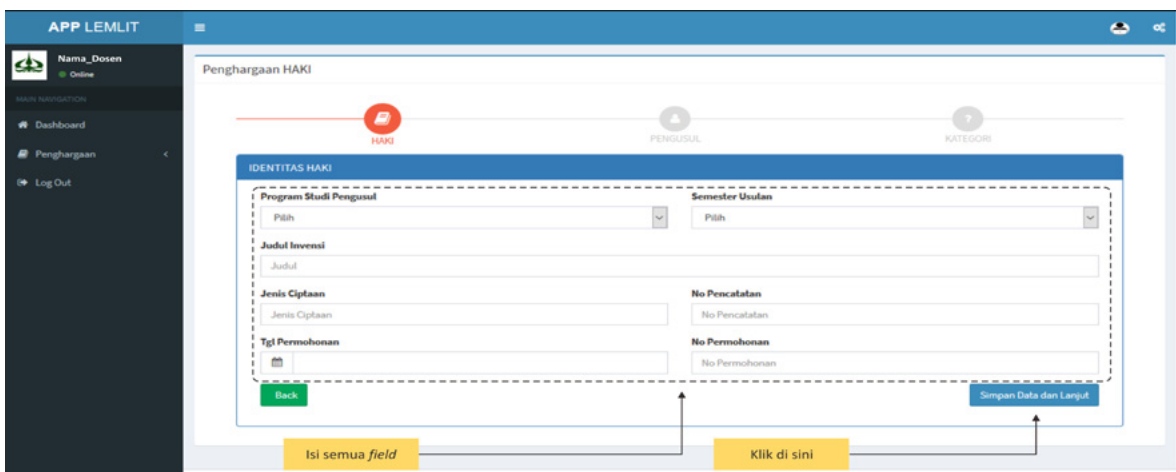 APP LEMLIT
Nama_Dosen
Online
MAIN NAVIGATION
Dashboard
Penghargaan
Log Out
Penghargaan HAKI
HAKI PENGUSUL KATEGORI
IDENTITAS HAKI
Program Studi Pengusul Semester Usulan
Pilih Pilih
Judul Invensi
Judul
Jenis Ciptaan No Pencatatan
Jenis Ciptaan No Pencatatan
Tgl Permohonan No Permohonan
No Permohonan
Back Simpan Data dan Lanjut
Isi semua field Klik di sini